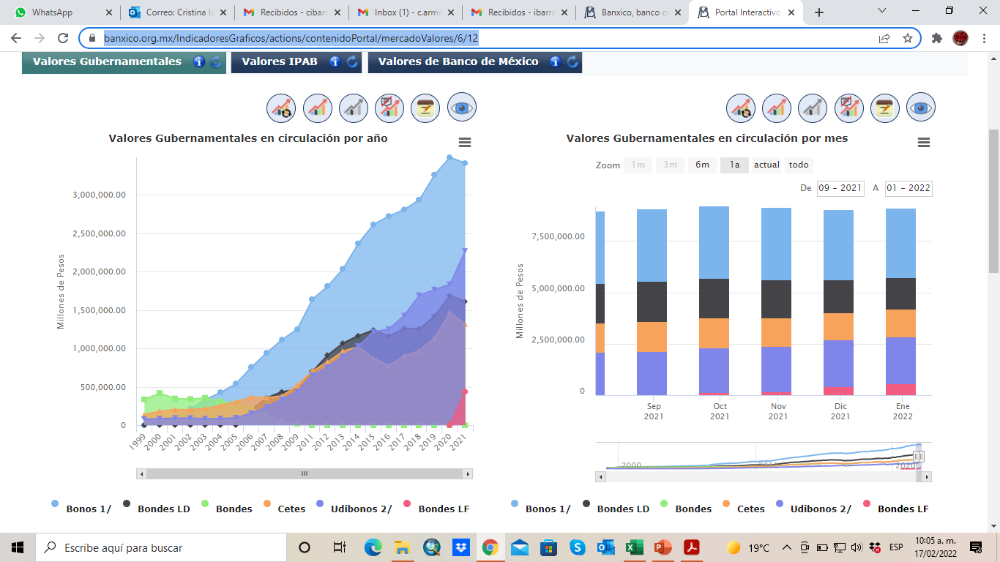 WhatsApp
Correo: Cristina Is
Recibidos - cibarr
Inbox (1) - c.arme
Recibidos - ibarra
Banxico, banco ce
Portal Interactivo
banxico.org.mx/IndicadoresGraficos/actions/contenidoPortal/mercadoValores/6/12
Valores Gubernamentales
Valores IPAB
Valores de Banco de México
Valores Gubernamentales en circulación por año
3,000,000.00
2,500,000.00
2,000,000.00
1,500,000.00
1,000,000.00
500,000.00
0
Millones de Pesos
1999 2000 2001 2002 2003 2004 2005 2006 2007 2008 2009 2011 2012 2013 2014 2015 2016 2017 2018 2019 2020 2021
Bonos 1/ Bondes LD Bondes Cetes Udibonos 2/ Bondes LF
Valores Gubernamentales en circulación por mes
Zoom 1m 3m 6m 1a actual todo
De 09 - 2021 A 01 - 2022
7,500,000.00
5,000,000.00
2,500,000.00
0
Millones de Pesos
Sep 2021
Oct 2021
Nov 2021
Dic 2021
Ene 2022
2000 2010 2020
Bonos 1/ Bondes LD Bondes Cetes Udibonos 2/ Bondes LF
Escribe aquí para buscar
19°C
ESP
10:05 a. m.
17/02/2022